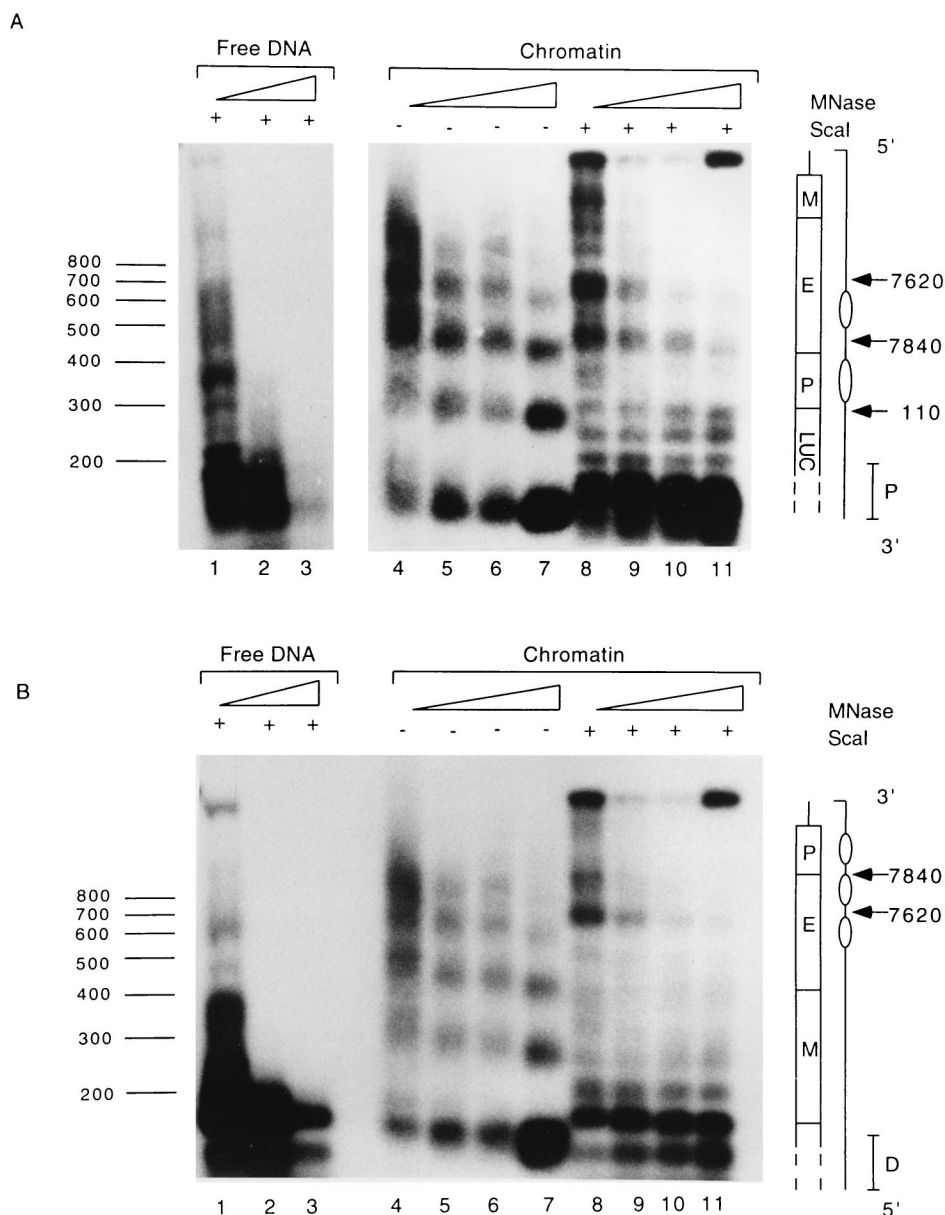 A
Free DNA
Chromatin
+ + +
- - - - + + + +
MNase
ScaI
5'
M
E
P
LUC
7620
7840
110
P
3'
800
700
600
500
400
300
200
1 2 3 4 5 6 7 8 9 10 11
B
Free DNA
Chromatin
+ + +
- - - - + + + +
MNase
ScaI
3'
P
E
M
7840
7620
D
5'
800
700
600
500
400
300
200
1 2 3 4 5 6 7 8 9 10 11